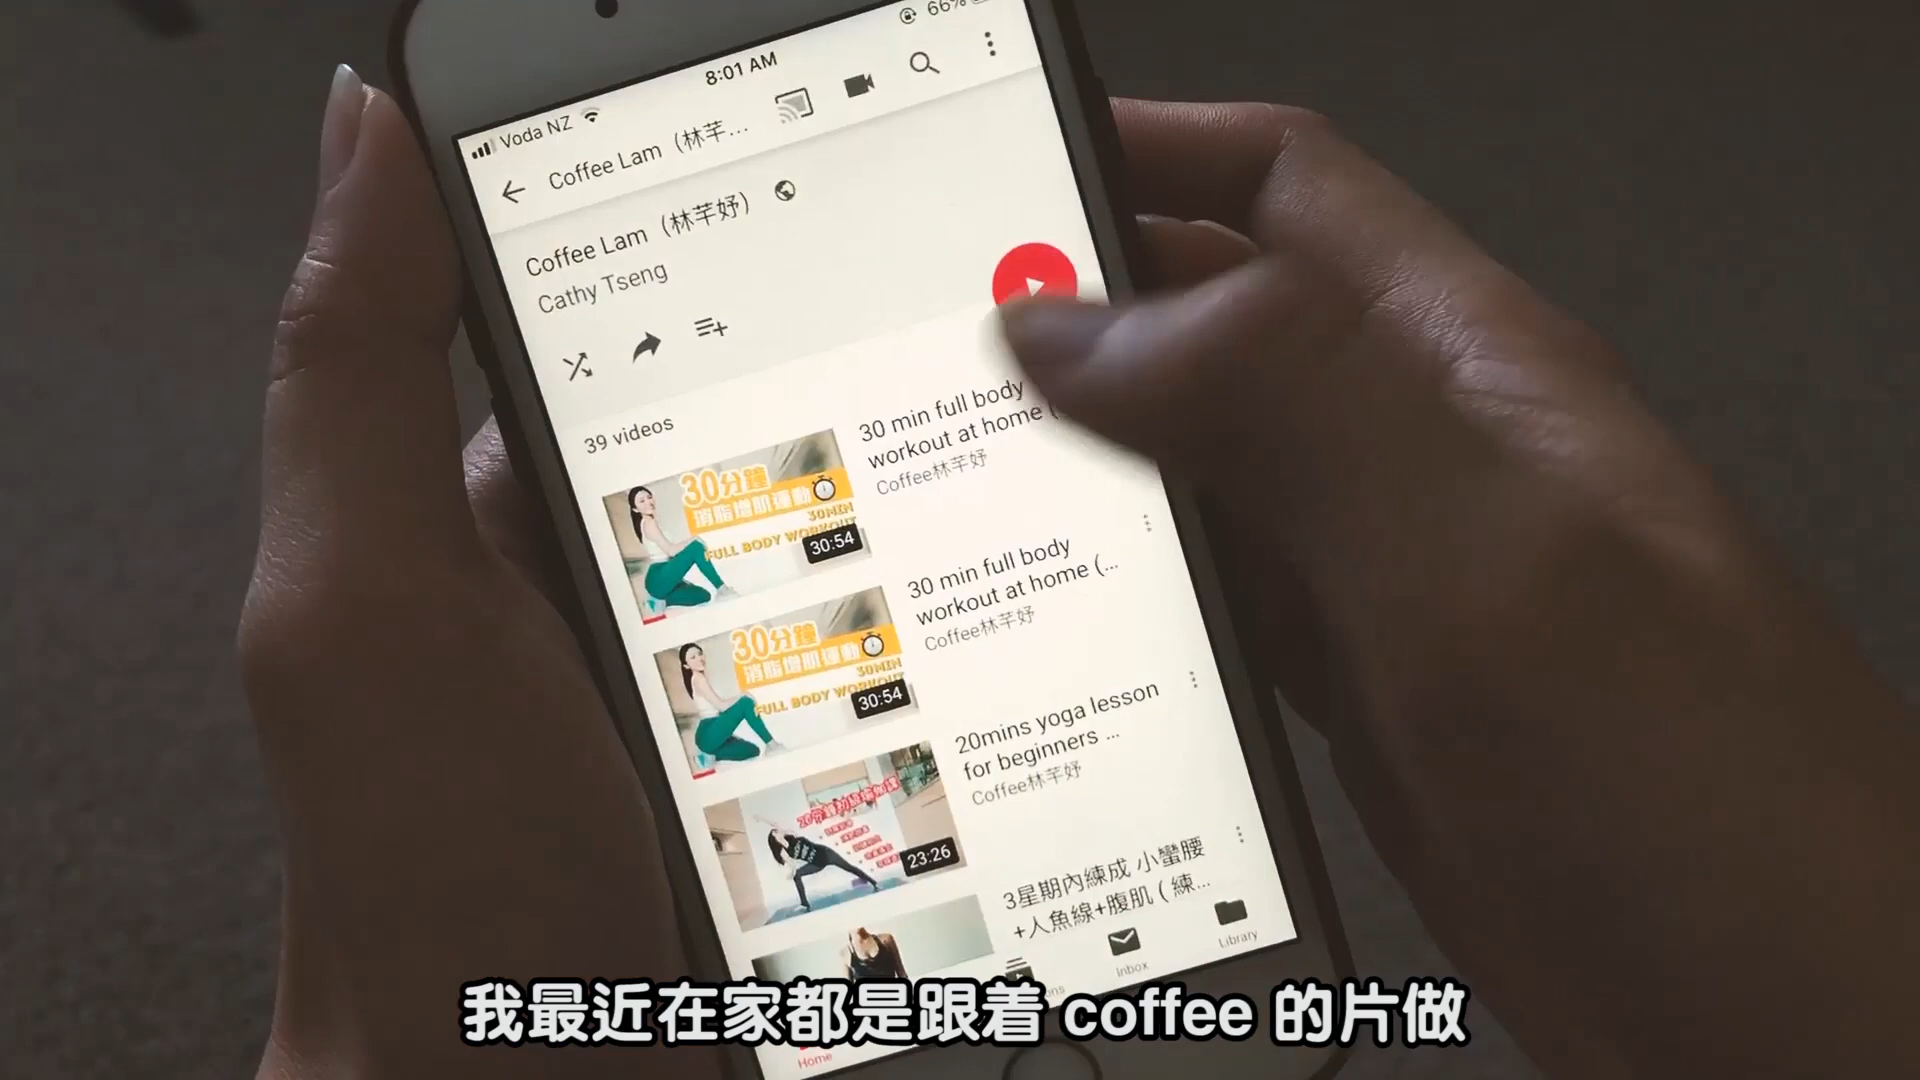 66%
8:01 AM
Voda NZ
Coffee Lam（林芊...
Coffee Lam（林芊妤）
Cathy Tseng
39 videos
30 min full body
workout at home (
Coffee林芊妤
30分鐘
消脂增肌運動
30MIN
FULL BODY WORKOUT
30:54
30 min full body
workout at home (...
Coffee林芊妤
30分鐘
消脂增肌運動
30MIN
FULL BODY WORKOUT
30:54
20mins yoga lesson
for beginners ...
Coffee林芊妤
23:26
3星期內練成 小蠻腰
+人魚線+腹肌 ( 練...
Home
Inbox
Library
我最近在家都是跟着 coffee 的片做